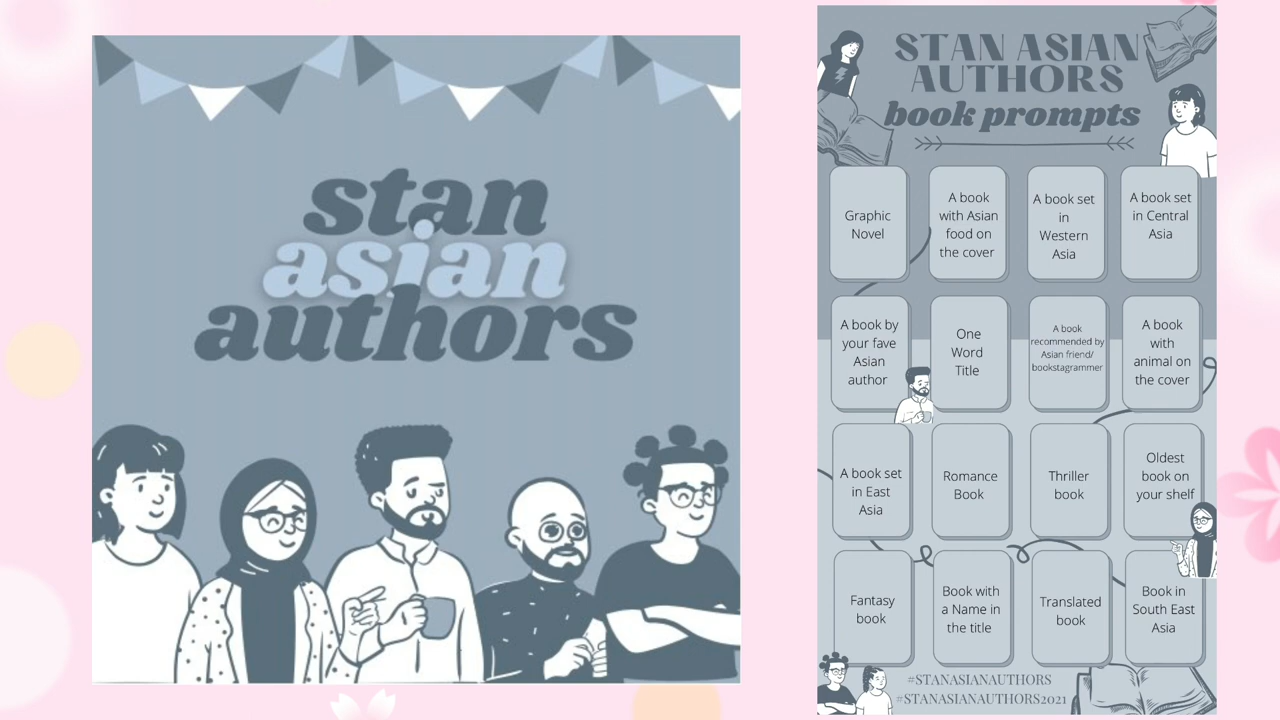 stan
asian
authors
STAN ASIAN
AUTHORS
book prompts
Graphic
Novel
A book
with Asian
food on
the cover
A book set
in
Western
Asia
A book set
in Central
Asia
A book by
your fave
Asian
author
One
Word
Title
A book
recommended by
Asian friend/
bookstagrammer
A book
with
animal on
the cover
A book set
in East
Asia
Romance
Book
Thriller
book
Oldest
book on
your shelf
Fantasy
book
Book with
a Name in
the title
Translated
book
Book in
South East
Asia
#STANASIANAUTHORS
#STANASIANAUTHORS2021